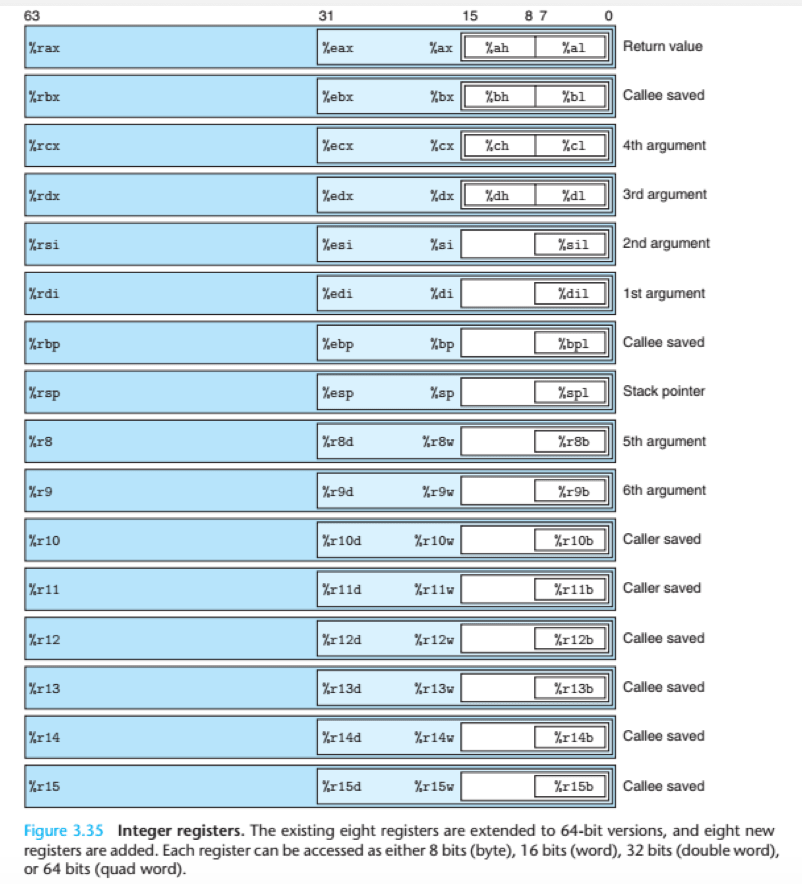 63 31 15 8 7 0
%rax %eax %ax %ah %al Return value
%rbx %ebx %bx %bh %bl Callee saved
%rcx %ecx %cx %ch %cl 4th argument
%rdx %edx %dx %dh %dl 3rd argument
%rsi %esi %si %sil 2nd argument
%rdi %edi %di %dil 1st argument
%rbp %ebp %bp %bpl Callee saved
%rsp %esp %sp %spl Stack pointer
%r8 %r8d %r8w %r8b 5th argument
%r9 %r9d %r9w %r9b 6th argument
%r10 %r10d %r10w %r10b Caller saved
%r11 %r11d %r11w %r11b Caller saved
%r12 %r12d %r12w %r12b Callee saved
%r13 %r13d %r13w %r13b Callee saved
%r14 %r14d %r14w %r14b Callee saved
%r15 %r15d %r15w %r15b Callee saved
Figure 3.35 Integer registers. The existing eight registers are extended to 64-bit versions, and eight new
registers are added. Each register can be accessed as either 8 bits (byte), 16 bits (word), 32 bits (double word),
or 64 bits (quad word).